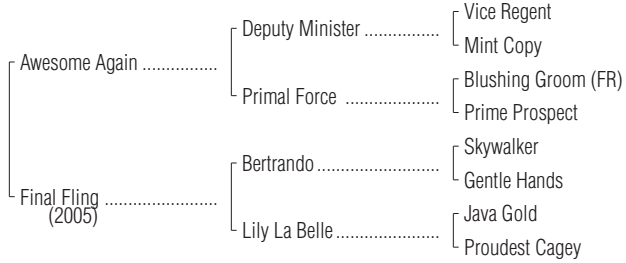 Vice Regent
Deputy Minister ..................
Mint Copy
Awesome Again ................
Blushing Groom (FR)
Primal Force ......................
Prime Prospect
Skywalker
Bertrando ............................
Gentle Hands
Final Fling ........................
(2005)
Java Gold
Lily La Belle ........................
Proudest Cagey